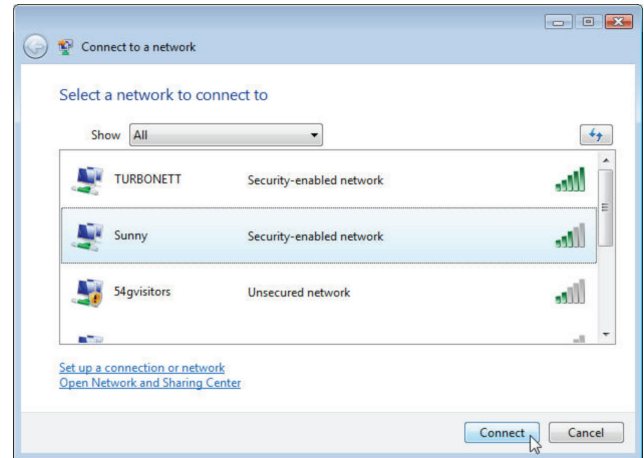 Connect to a network
Select a network to connect to
Show All
TURBONETT Security-enabled network
Sunny Security-enabled network
54gvisitors Unsecured network
Set up a connection or network
Open Network and Sharing Center
Connect Cancel